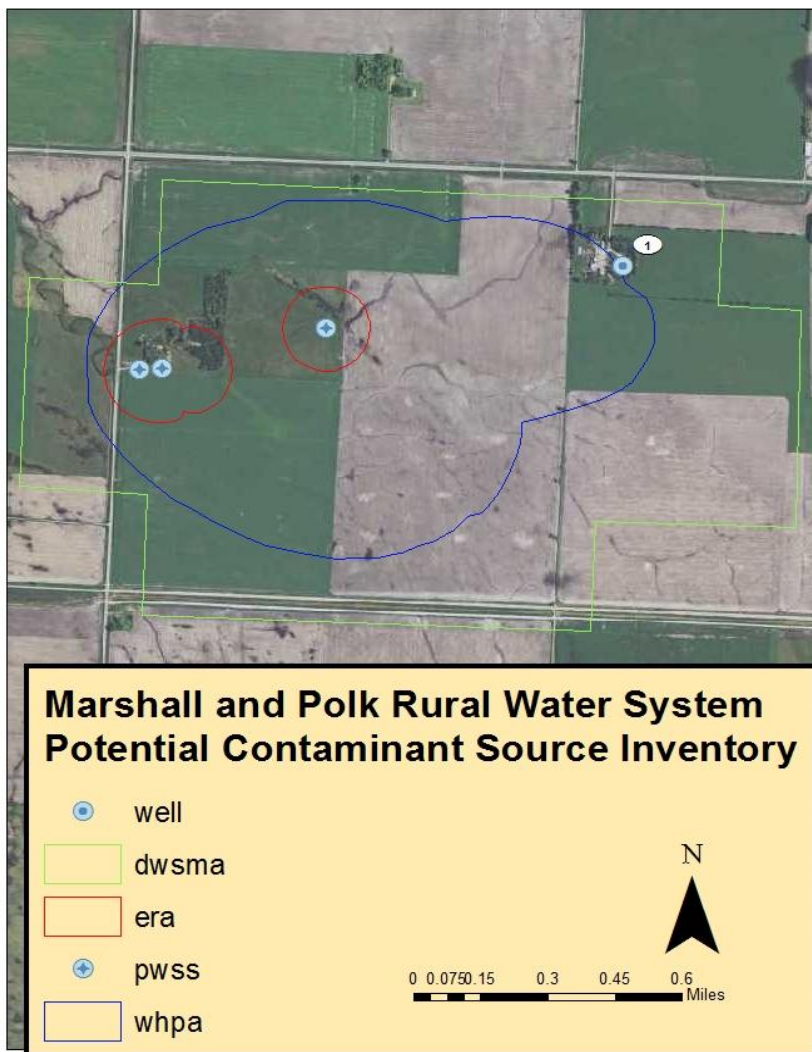 1
Marshall and Polk Rural Water System
Potential Contaminant Source Inventory
well
dwsma
era
pwss
whpa
N
0 0.075 0.15 0.3 0.45 0.6
Miles